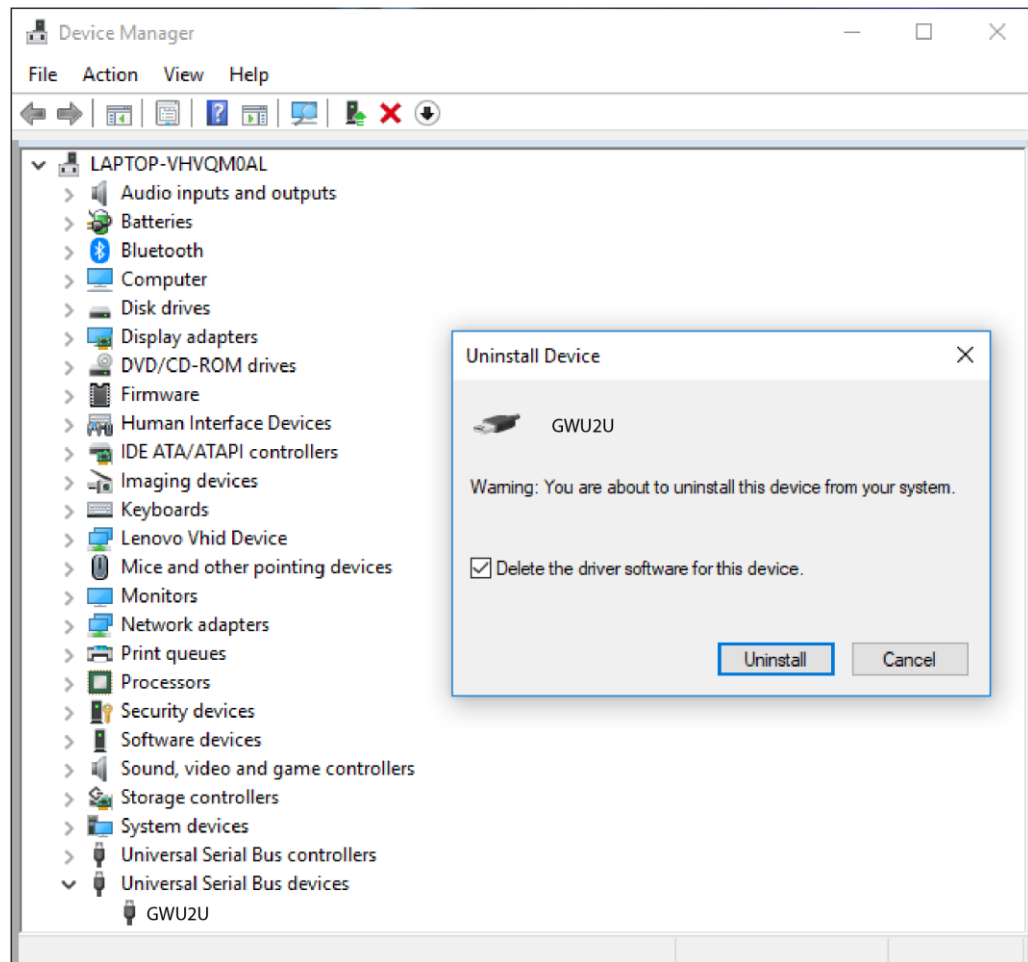 Device Manager
File Action View Help
LAPTOP-VHVQM0AL
Audio inputs and outputs
Batteries
Bluetooth
Computer
Disk drives
Display adapters
DVD/CD-ROM drives
Firmware
Human Interface Devices
IDE ATA/ATAPI controllers
Imaging devices
Keyboards
Lenovo Vhid Device
Mice and other pointing devices
Monitors
Network adapters
Print queues
Processors
Security devices
Software devices
Sound, video and game controllers
Storage controllers
System devices
Universal Serial Bus controllers
Universal Serial Bus devices
GWU2U
Uninstall Device
GWU2U
Warning: You are about to uninstall this device from your system.
Delete the driver software for this device.
Uninstall Cancel